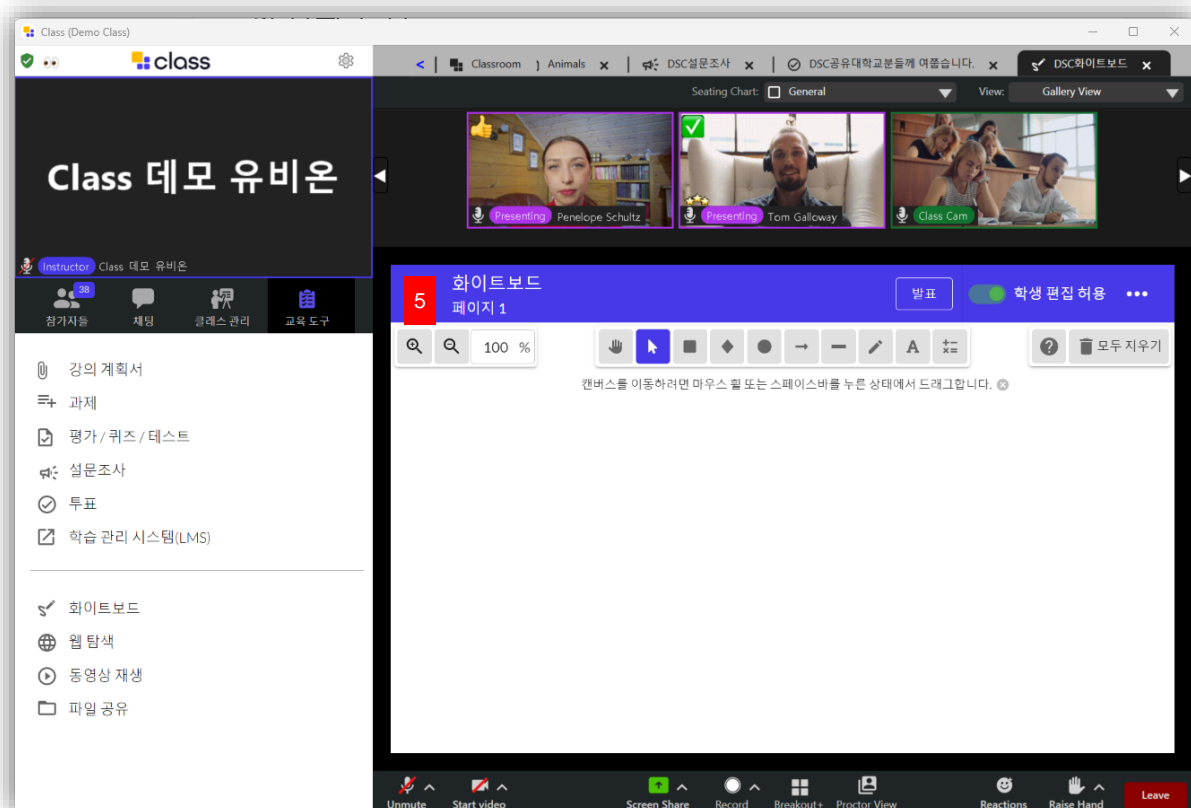 Class (Demo Class)
class
< Classroom Animals x DSC설문조사 x DSC공유대학교분들께 여쭙습니다. x DSC화이트보드 x
Seating Chart: General View: Gallery View
Class 데모 유비온
Presenting Penelope Schultz
Presenting Tom Galloway
Class Cam
Instructor Class 데모 유비온
38
참가자들 채팅 클래스 관리 교육 도구
5
화이트보드
페이지 1
발표 학생 편집 허용
100 %
A
모두 지우기
캔버스를 이동하려면 마우스 휠 또는 스페이스바를 누른 상태에서 드래그합니다.
강의 계획서
과제
평가 / 퀴즈 / 테스트
설문조사
투표
학습 관리 시스템(LMS)
화이트보드
웹 탐색
동영상 재생
파일 공유
Unmute Start video Screen Share Record Breakout+ Proctor View Reactions Raise Hand Leave